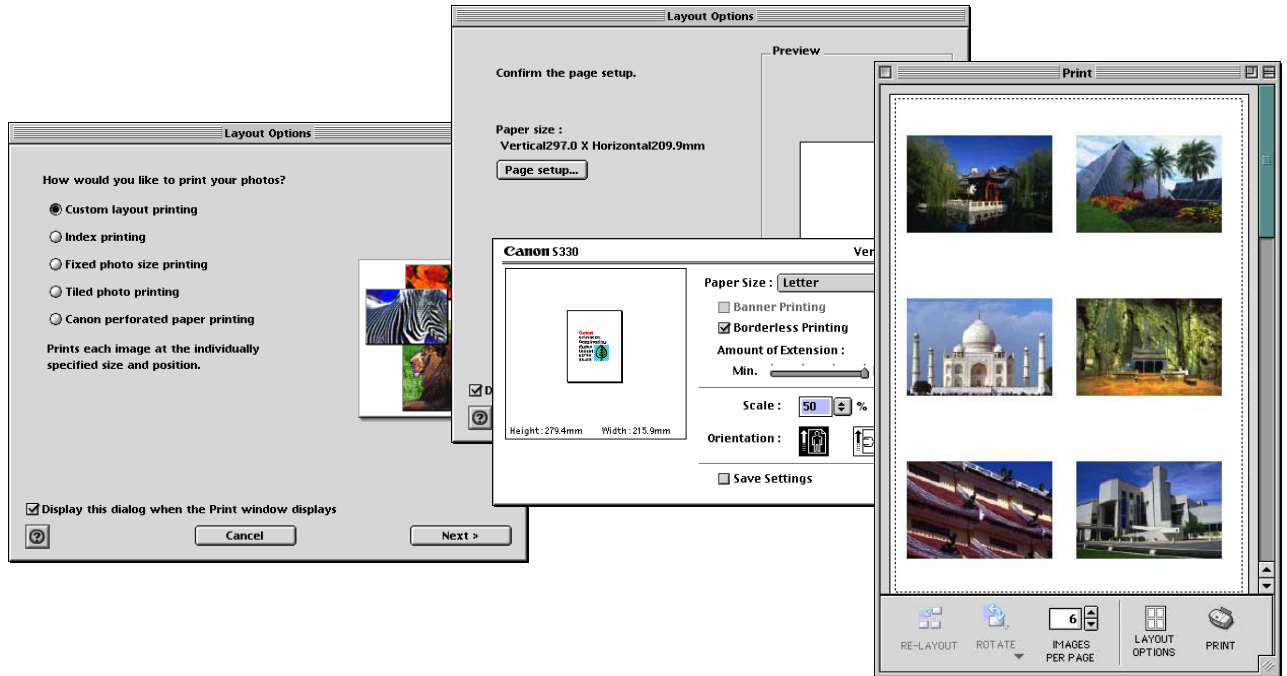 Layout Options
How would you like to print your photos?
Custom layout printing
Index printing
Fixed photo size printing
Tiled photo printing
Canon perforated paper printing
Prints each image at the individually
specified size and position.
Display this dialog when the Print window displays
?
Cancel
Next >
Layout Options
Confirm the page setup.
Paper size :
Vertical297.0 X Horizontal209.9mm
Page setup...
Preview
D
?
Canon S330
Ver
Height:279.4mm Width:215.9mm
Paper Size : Letter
Banner Printing
Borderless Printing
Amount of Extension :
Min.
Scale : 50 %
Orientation :
Save Settings
Print
RE-LAYOUT
ROTATE
6
IMAGES
PER PAGE
LAYOUT
OPTIONS
PRINT